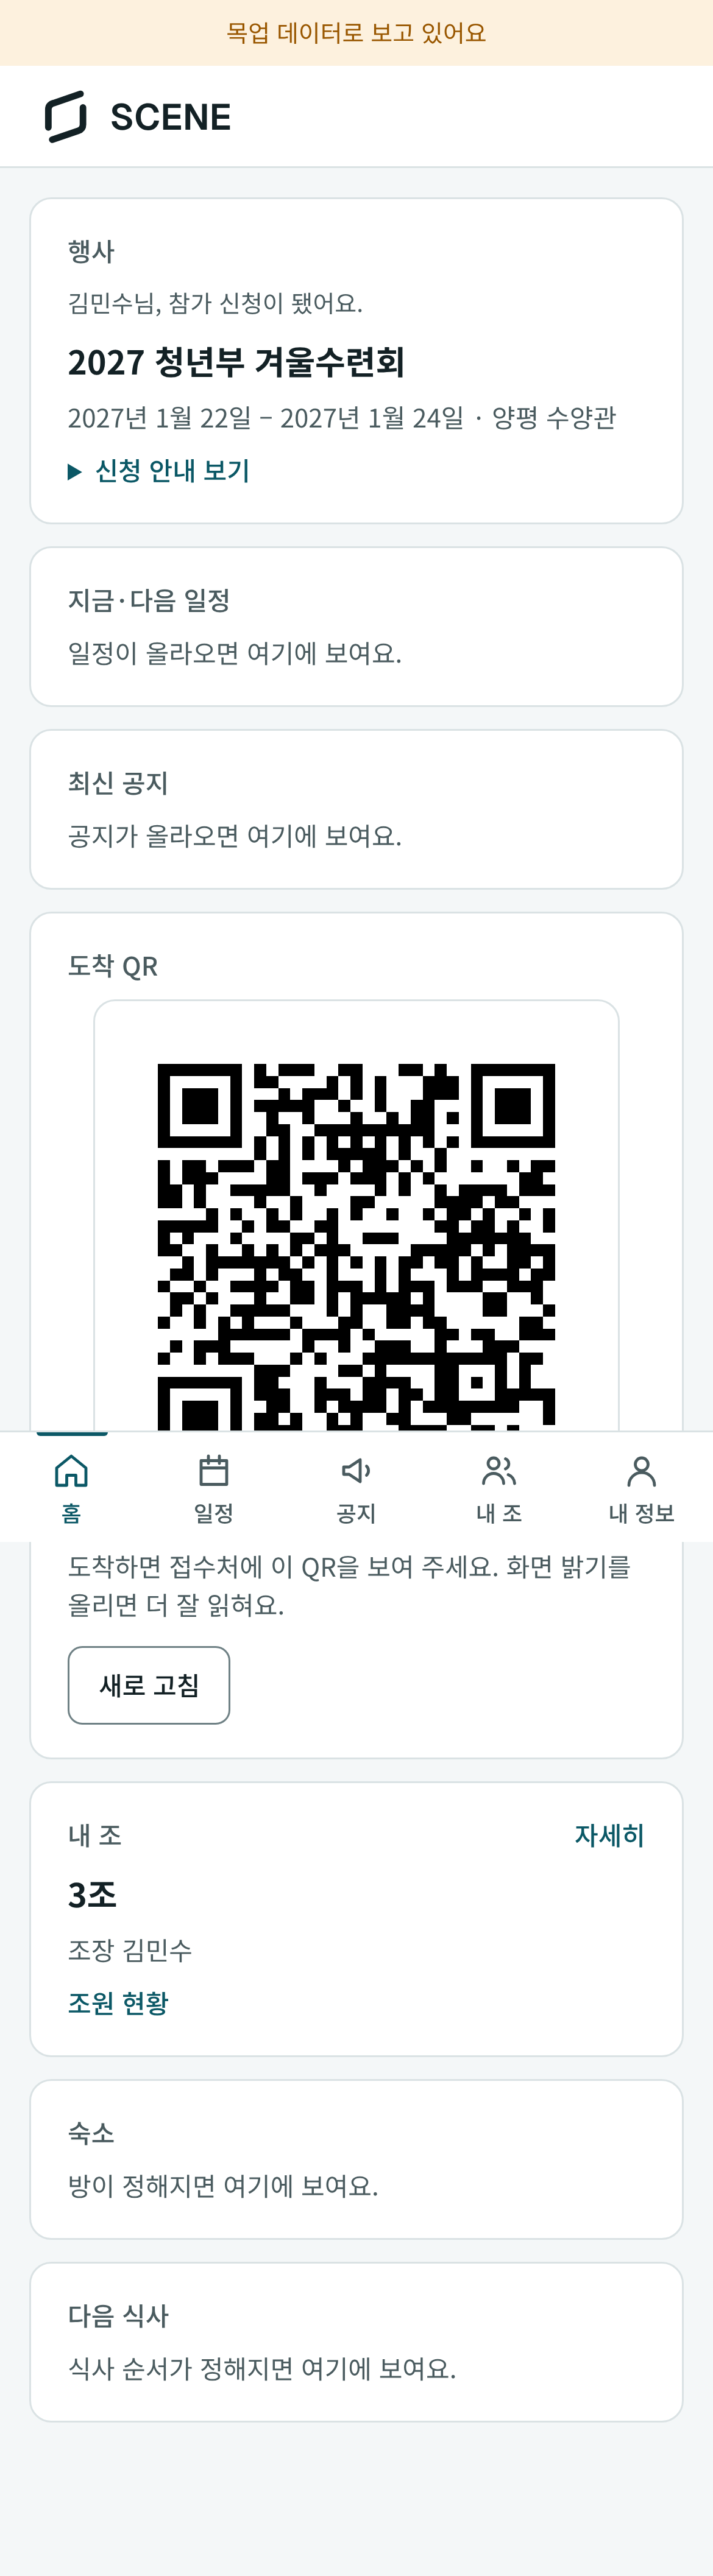 목업 데이터로 보고 있어요
SCENE
행사
김민수님, 참가 신청이 됐어요.
2027 청년부 겨울수련회
2027년 1월 22일 – 2027년 1월 24일 · 양평 수양관
▶ 신청 안내 보기
지금·다음 일정
일정이 올라오면 여기에 보여요.
최신 공지
공지가 올라오면 여기에 보여요.
도착 QR
홈
일정
공지
내 조
내 정보
도착하면 접수처에 이 QR을 보여 주세요. 화면 밝기를
올리면 더 잘 읽혀요.
새로 고침
내 조
자세히
3조
조장 김민수
조원 현황
숙소
방이 정해지면 여기에 보여요.
다음 식사
식사 순서가 정해지면 여기에 보여요.